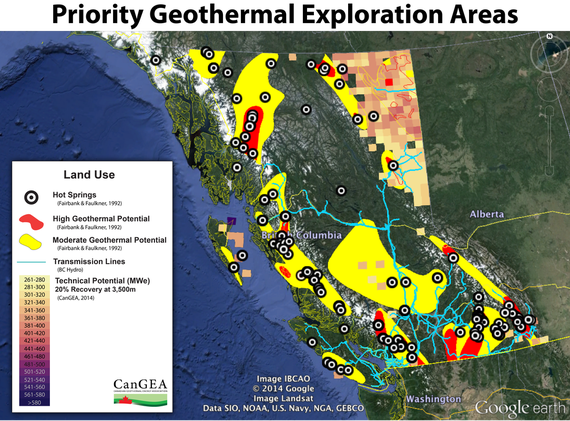 Priority Geothermal Exploration Areas
N
Land Use
Hot Springs
(Fairbank & Faulkner, 1992)
High Geothermal Potential
(Fairbank & Faulkner, 1992)
Moderate Geothermal Potential
(Fairbank & Faulkner, 1992)
Transmission Lines
(BC Hydro)
Technical Potential (MWe)
20% Recovery at 3,500m
(CanGEA, 2014)
261-280
281-300
301-320
321-340
341-360
361-380
381-400
401-420
421-440
441-460
461-480
481-500
501-520
521-540
541-560
561-580
>580
CanGEA
Alberta
British Columbia
Washington
Image IBCAO
© 2014 Google
Image Landsat
Data SIO, NOAA, U.S. Navy, NGA, GEBCO
Google earth